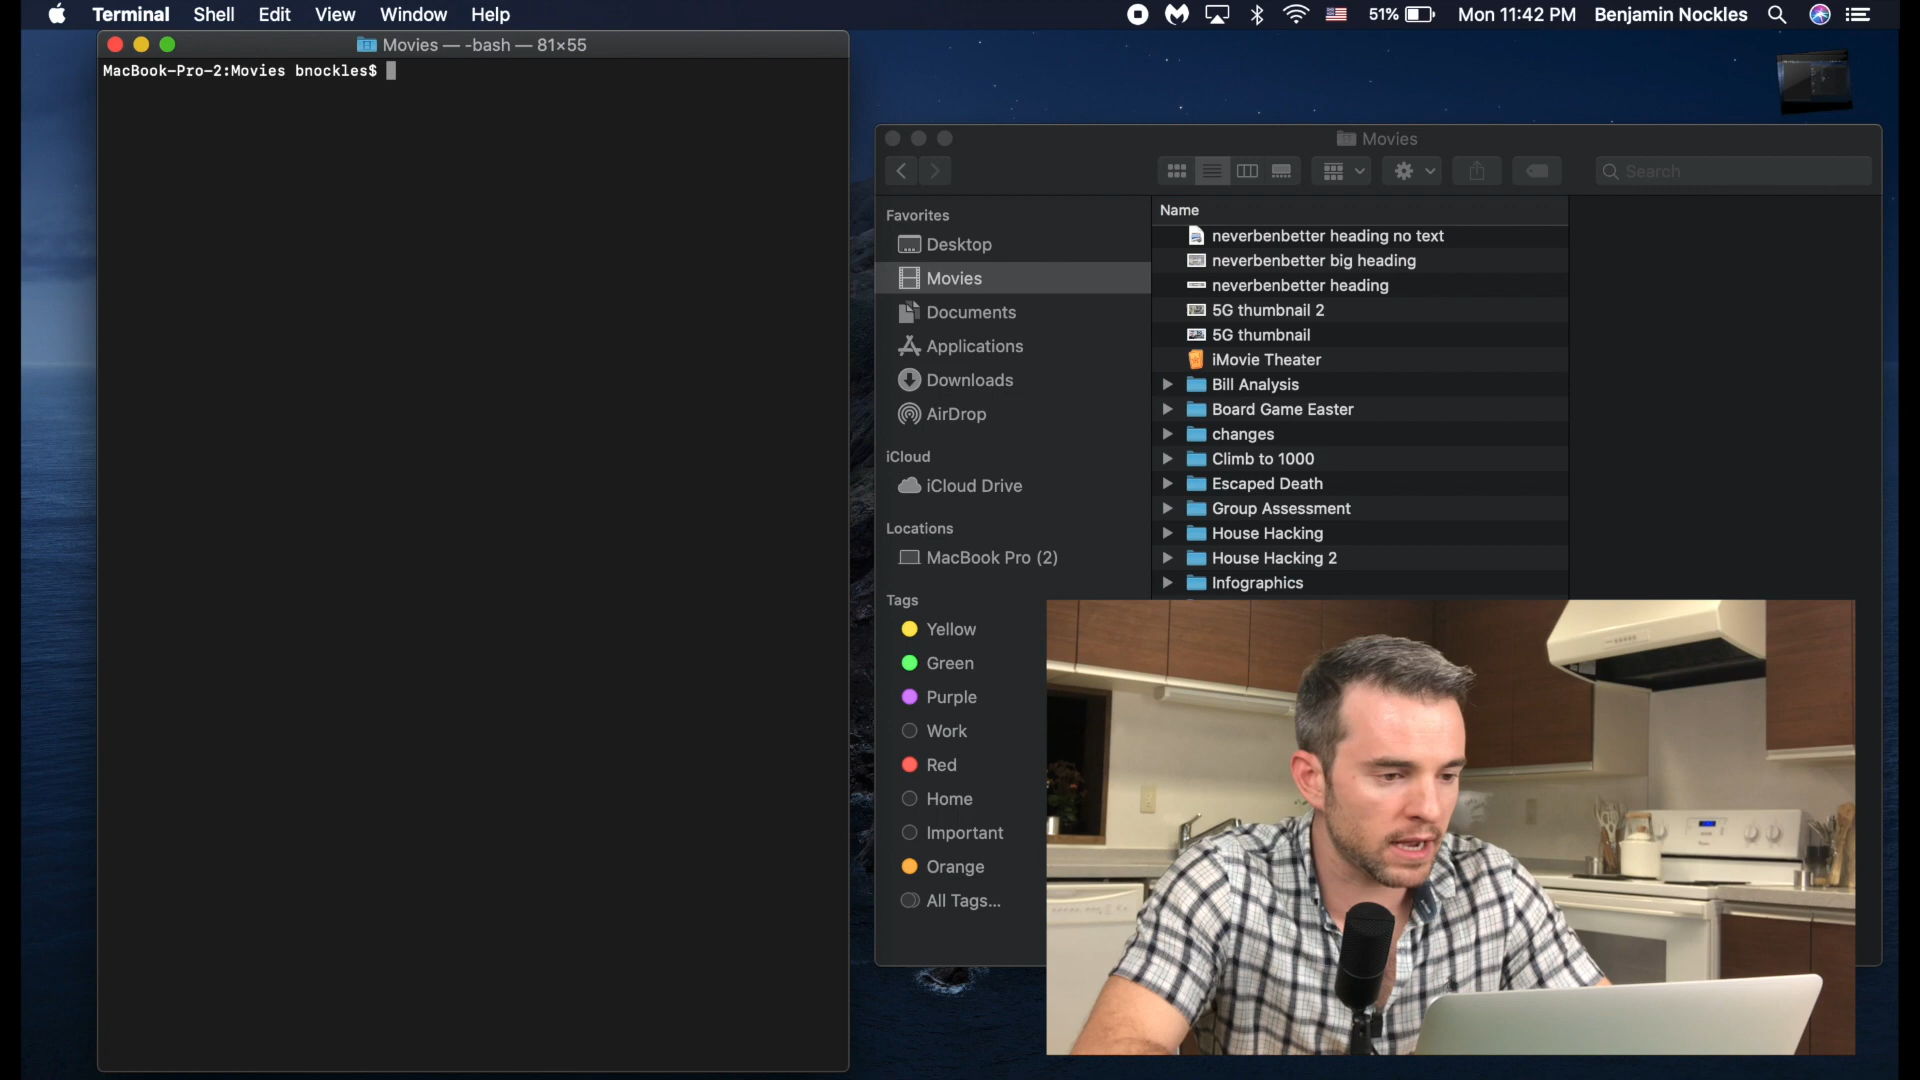 Terminal Shell Edit View Window Help
51% Mon 11:42 PM Benjamin Nockles
Movies — -bash — 81×55
MacBook-Pro-2:Movies bnockles$
Movies
Search
Favorites
Desktop
Movies
Documents
Applications
Downloads
AirDrop
iCloud
iCloud Drive
Locations
MacBook Pro (2)
Tags
Yellow
Green
Purple
Work
Red
Home
Important
Orange
All Tags...
Name
neverbenbetter heading no text
neverbenbetter big heading
neverbenbetter heading
5G thumbnail 2
5G thumbnail
iMovie Theater
Bill Analysis
Board Game Easter
changes
Climb to 1000
Escaped Death
Group Assessment
House Hacking
House Hacking 2
Infographics